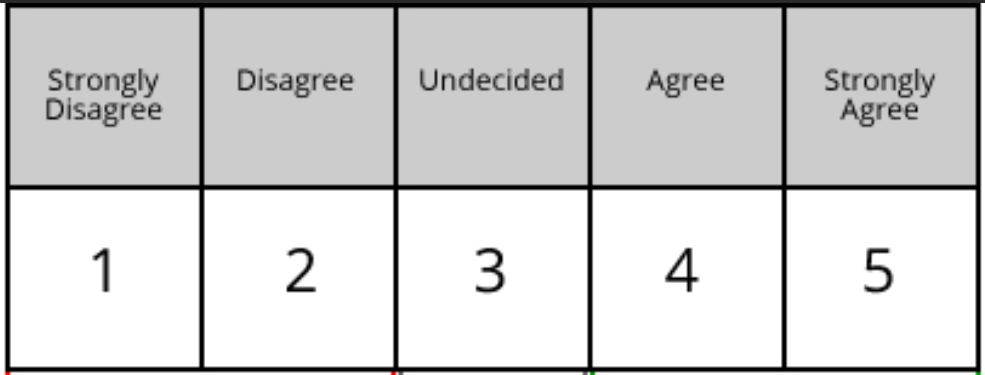 Strongly Disagree
Disagree
Undecided
Agree
Strongly Agree
1
2
3
4
5